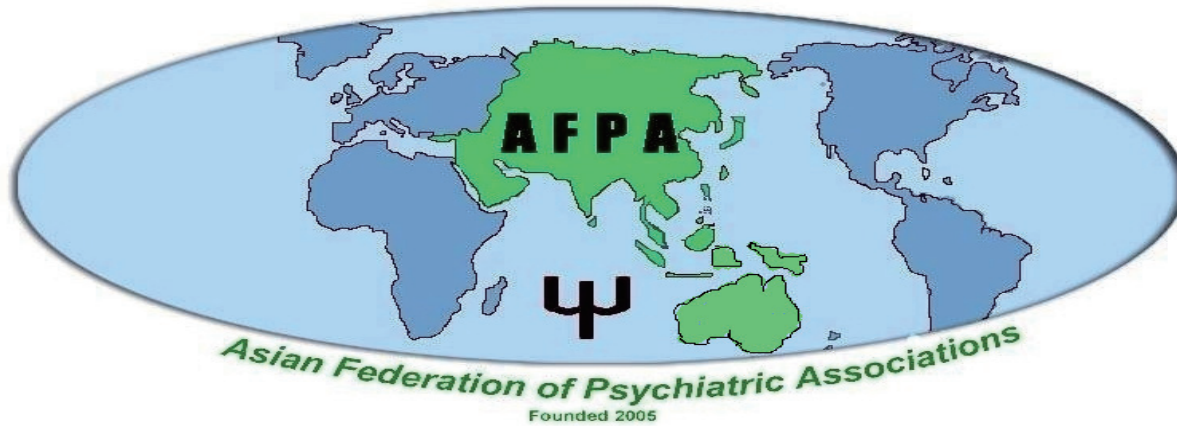 AFPA
Ψ
Asian Federation of Psychiatric Associations
Founded 2005